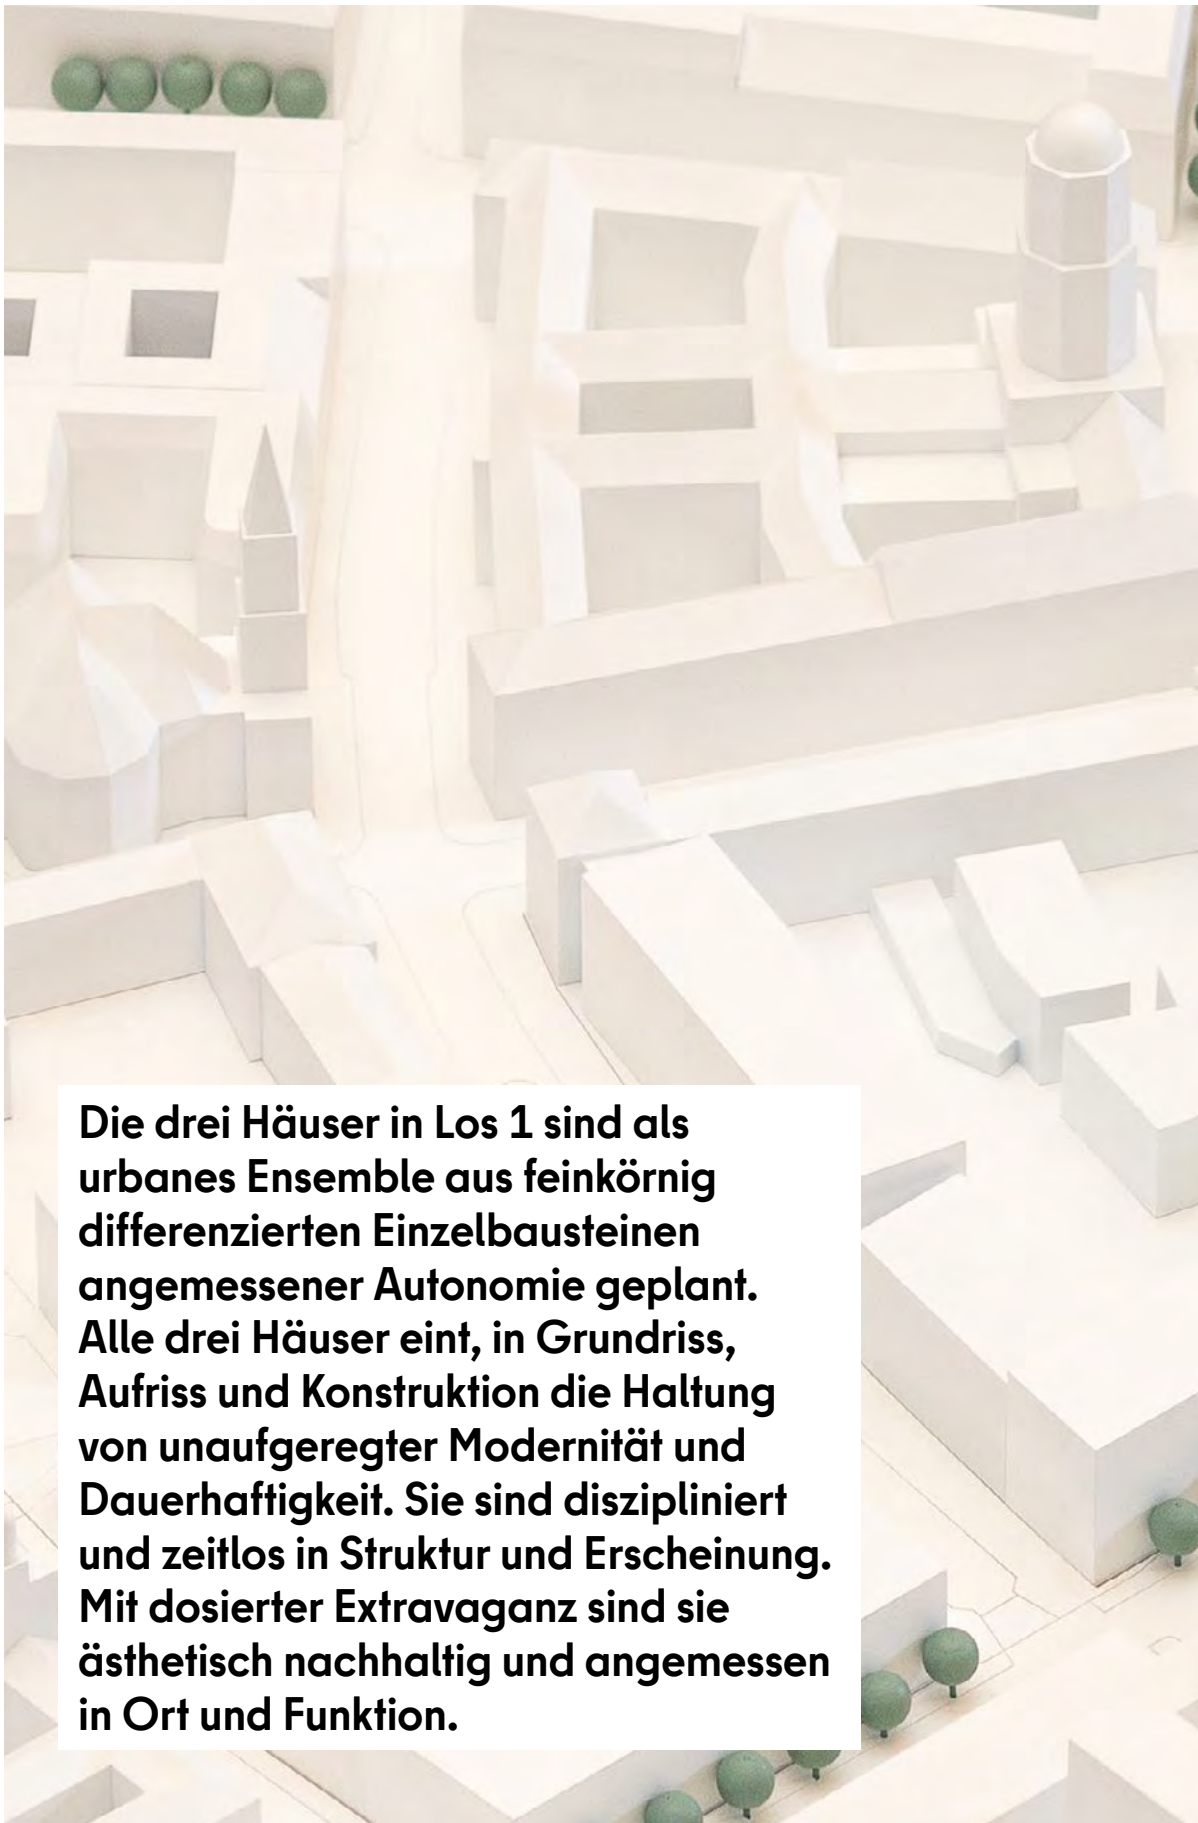 Die drei Häuser in Los 1 sind als
urbanes Ensemble aus feinkörnig
differenzierten Einzelbausteinen
angemessener Autonomie geplant.
Alle drei Häuser eint, in Grundriss,
Aufriss und Konstruktion die Haltung
von unaufgeregter Modernität und
Dauerhaftigkeit. Sie sind diszipliniert
und zeitlos in Struktur und Erscheinung.
Mit dosierter Extravaganz sind sie
ästhetisch nachhaltig und angemessen
in Ort und Funktion.